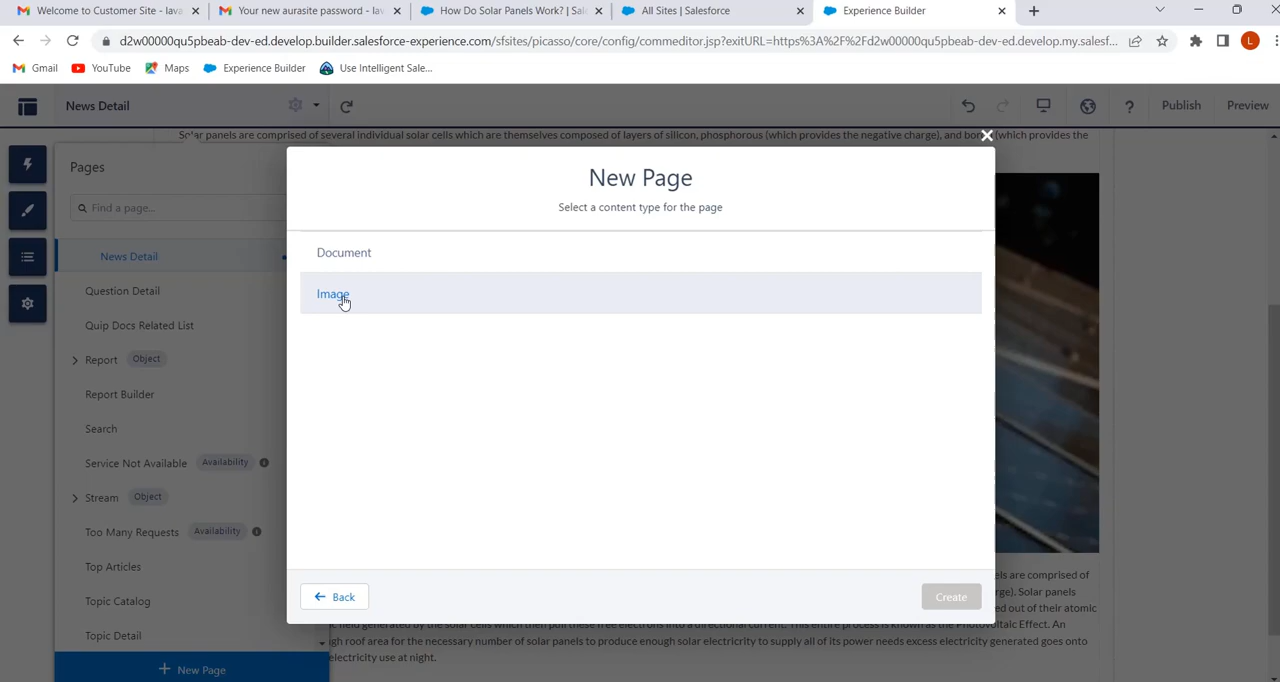 Welcome to Customer Site - lava
Your new aurasite password - lav
How Do Solar Panels Work? | Sal
All Sites | Salesforce
Experience Builder
d2w00000qu5pbeab-dev-ed.develop.builder.salesforce-experience.com/sfsites/picasso/core/config/commeditor.jsp?exitURL=https%3A%2F%2Fd2w00000qu5pbeab-dev-ed.develop.my.salesf...
L
Gmail
YouTube
Maps
Experience Builder
Use Intelligent Sale...
News Detail
Publish
Preview
Solar panels are comprised of several individual solar cells which are themselves composed of layers of silicon, phosphorous (which provides the negative charge), and boron (which provides the
Pages
Find a page...
News Detail
Question Detail
Quip Docs Related List
Report Object
Report Builder
Search
Service Not Available Availability
Stream Object
Too Many Requests Availability
Top Articles
Topic Catalog
Topic Detail
New Page
New Page
Select a content type for the page
Document
Image
Back
Create
els are comprised of
rge). Solar panels
ed out of their atomic
field generated by the solar cells which then pull these free electrons into a directional current. This entire process is known as the Photovoltaic Effect. An
gh roof area for the necessary number of solar panels to produce enough solar electricrity to supply all of its power needs excess electricity generated goes onto
electricity use at night.